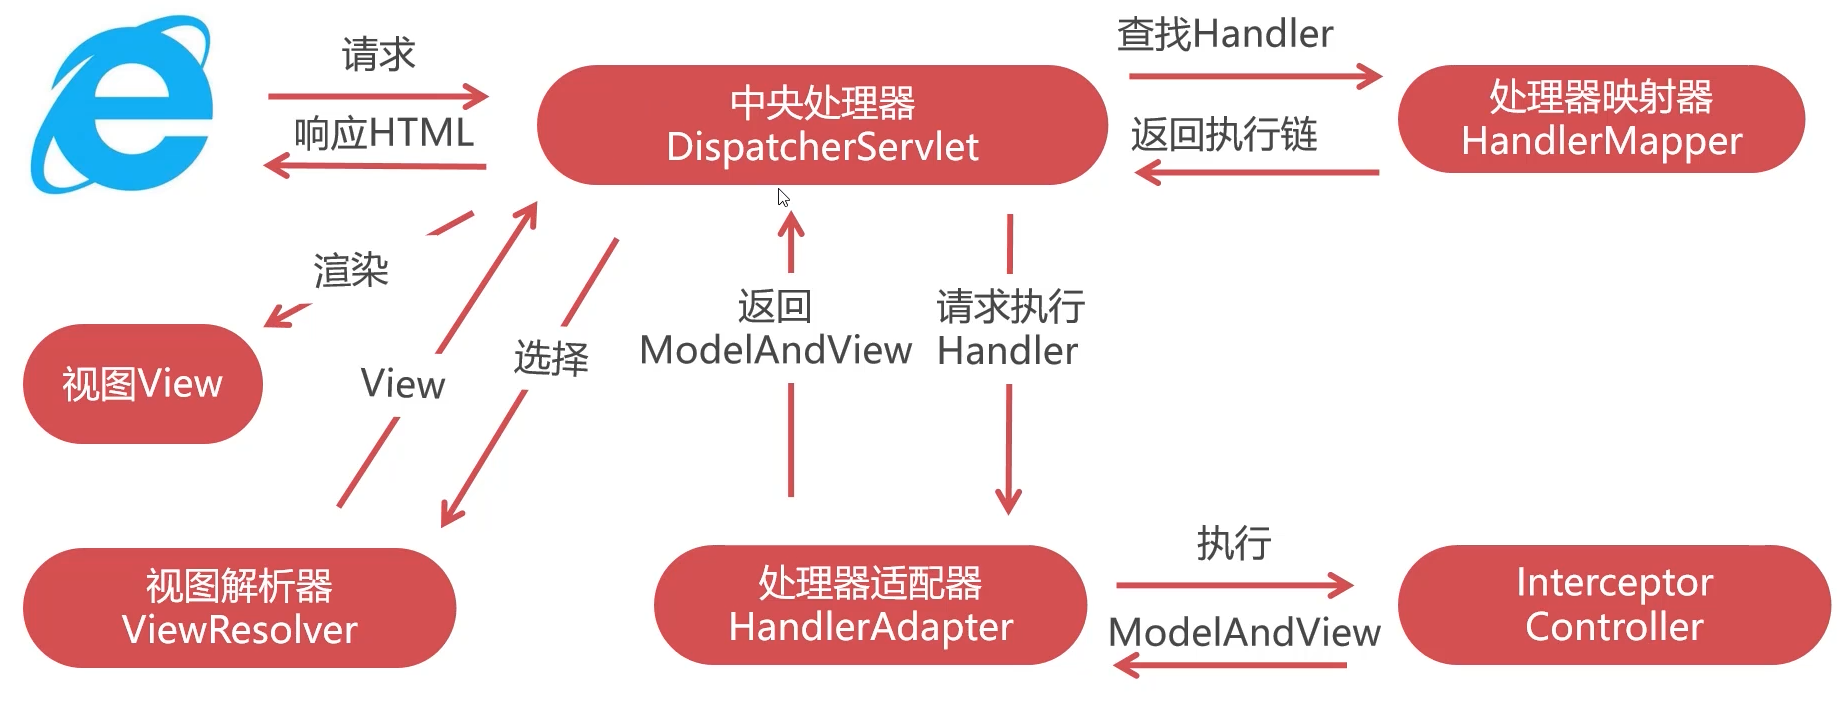 请求
响应HTML
中央处理器
DispatcherServlet
查找Handler
返回执行链
处理器映射器
HandlerMapper
渲染
视图View
View
选择
返回
ModelAndView
请求执行
Handler
视图解析器
ViewResolver
处理器适配器
HandlerAdapter
执行
ModelAndView
Interceptor
Controller